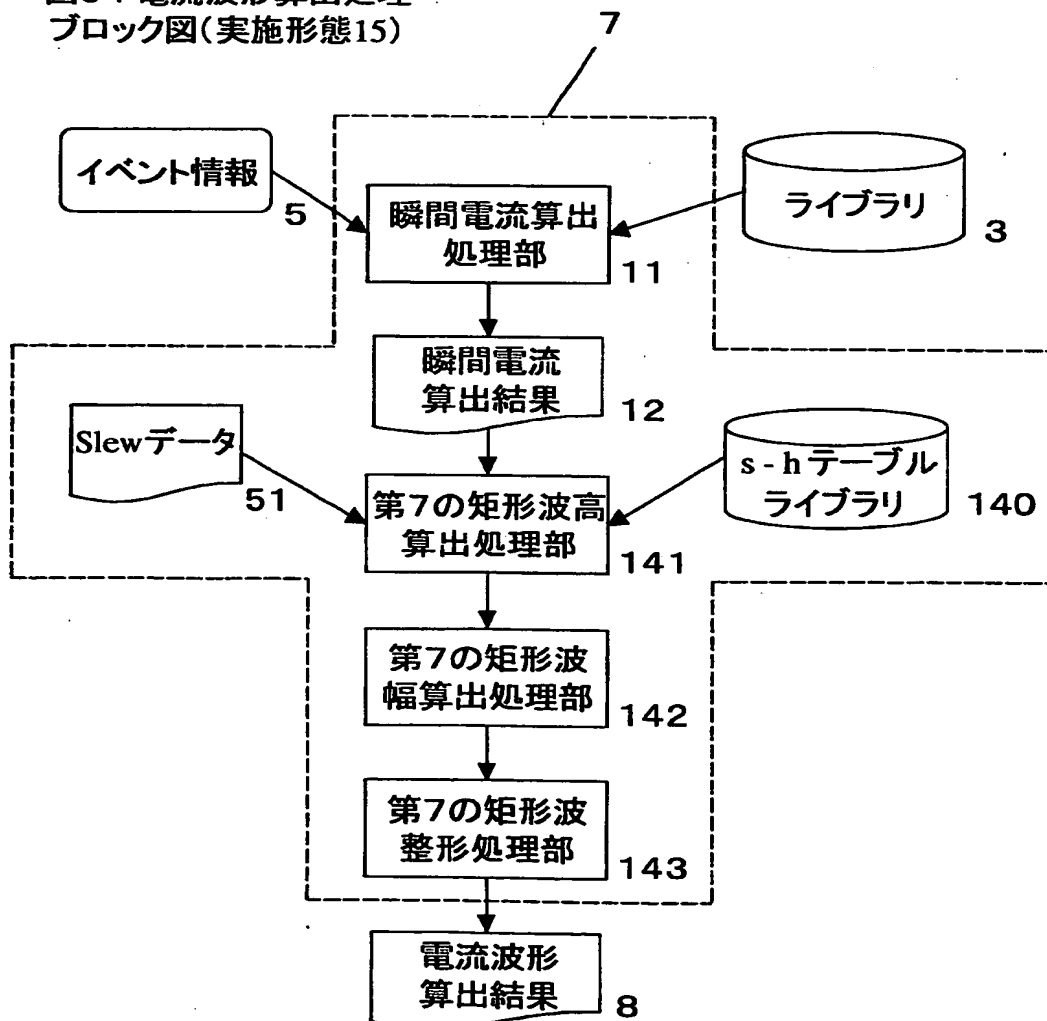 ブロック図(実施形態15)
7
イベント情報
5
瞬間電流算出
処理部
11
ライブラリ
3
瞬間電流
算出結果
12
Slewデータ
51
第7の矩形波高
算出処理部
141
s-hテーブル
ライブラリ
140
第7の矩形波
幅算出処理部
142
第7の矩形波
整形処理部
143
電流波形
算出結果
8